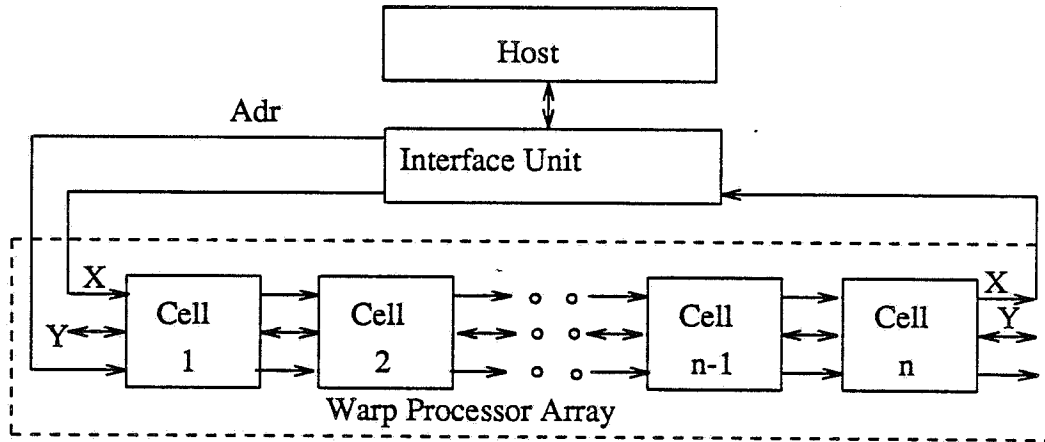 Host
Adr
Interface Unit
X
Y
Cell
1
Cell
2
Cell
n-1
Cell
n
X
Y
Warp Processor Array